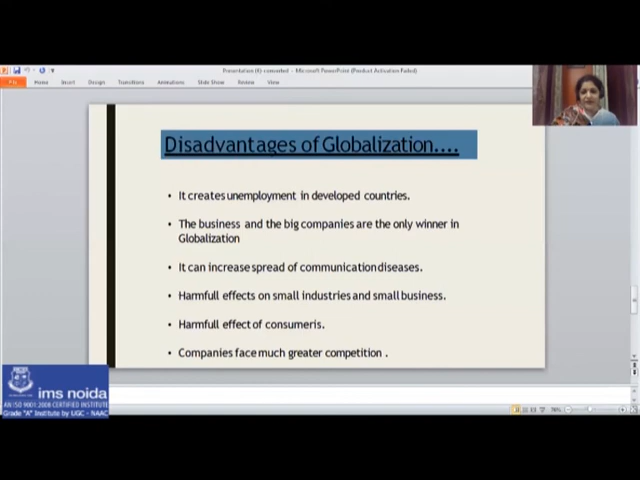 Presentation (4)-converted - Microsoft PowerPoint (Product Activation Failed)
File Home Insert Design Transitions Animations Slide Show Review View
Disadvantages of Globalization....
• It creates unemployment in developed countries.
• The business and the big companies are the only winner in
Globalization
• It can increase spread of communication diseases.
• Harmfull effects on small industries and small business.
• Harmfull effect of consumeris.
• Companies face much greater competition .
ims noida
AN ISO 9001:2008 CERTIFIED INSTITUTE
Grade "A" Institute by UGC - NAAC
76%